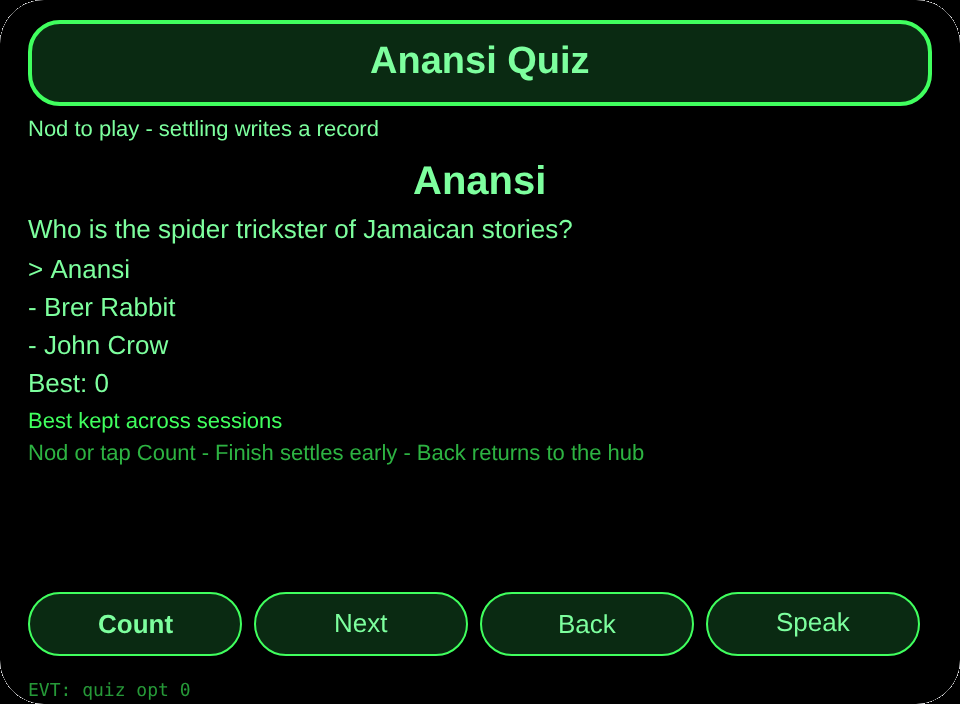 Anansi Quiz
Nod to play - settling writes a record
Anansi
Who is the spider trickster of Jamaican stories?
> Anansi
- Brer Rabbit
- John Crow
Best: 0
Best kept across sessions
Nod or tap Count - Finish settles early - Back returns to the hub
Count Next Back Speak
EVT: quiz opt 0